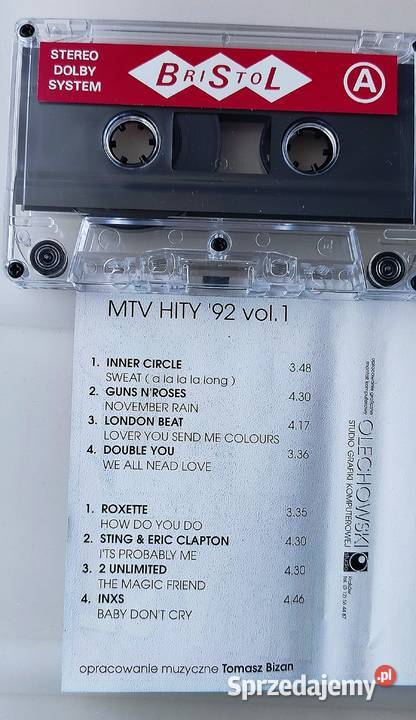 STEREO
DOLBY
SYSTEM
BRISTOL
A
MTV HITY '92 vol.1
1. INNER CIRCLE 3.48
SWEAT ( a la la la long )
2. GUNS N'ROSES 4.30
NOVEMBER RAIN
3. LONDON BEAT 4.17
LOVER YOU SEND ME COLOURS
4. DOUBLE YOU 3.36
WE ALL NEAD LOVE
1. ROXETTE 3.35
HOW DO YOU DO
2. STING & ERIC CLAPTON 4.30
I'TS PROBABLY ME
3. 2 UNLIMITED 4.30
THE MAGIC FRIEND
4. INXS 4.46
BABY DON'T CRY
opracowanie muzyczne Tomasz Bizan
opracowanie graficzne
montaż komputerowy
OLECHOWSKI
STUDIO GRAFIKI KOMPUTEROWEJ
Sprzedajemy.pl